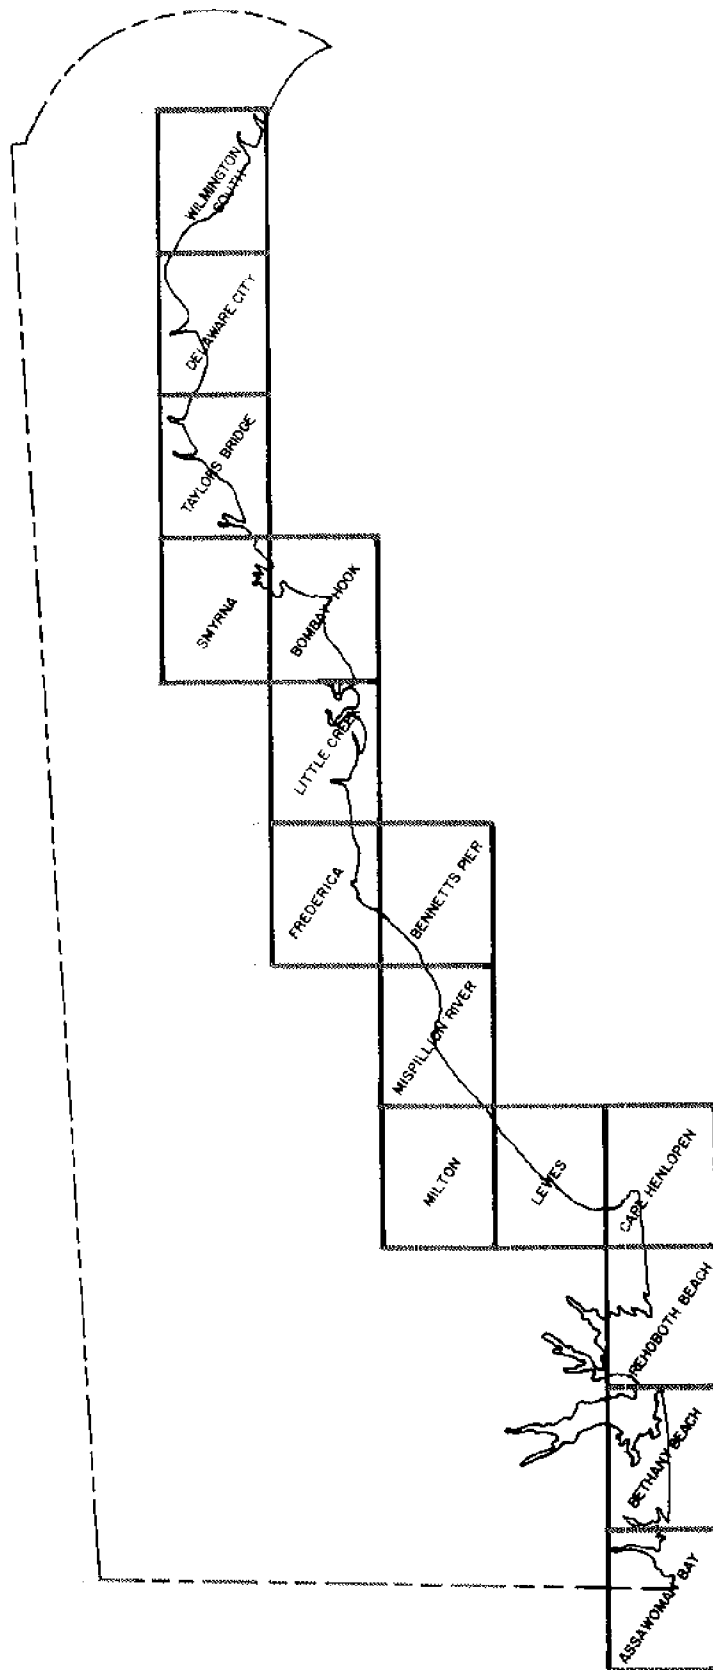 WILMINGTON
SOUTH
DELAWARE CITY
TAYLORS BRIDGE
SMYRNA
BOMBAY HOOK
LITTLE CREEK
FREDERICA
BENNETTS PIER
MISPILLION RIVER
MILTON
LEWES
CAPE HENLOPEN
REHOBOTH BEACH
BETHANY BEACH
ASSAWOMAN BAY